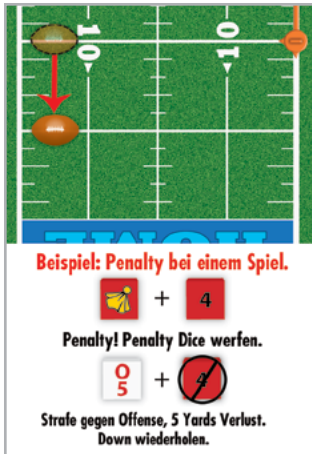 10 10
HOME
Beispiel: Penalty bei einem Spiel.
+ 4
Penalty! Penalty Dice werfen.
O
5 + 4
Strafe gegen Offense, 5 Yards Verlust.
Down wiederholen.